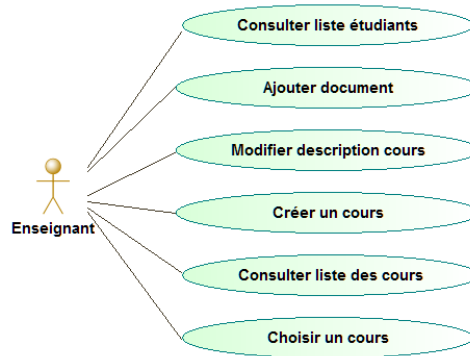 Consulter liste étudiants
Ajouter document
Modifier description cours
Enseignant
Créer un cours
Consulter liste des cours
Choisir un cours